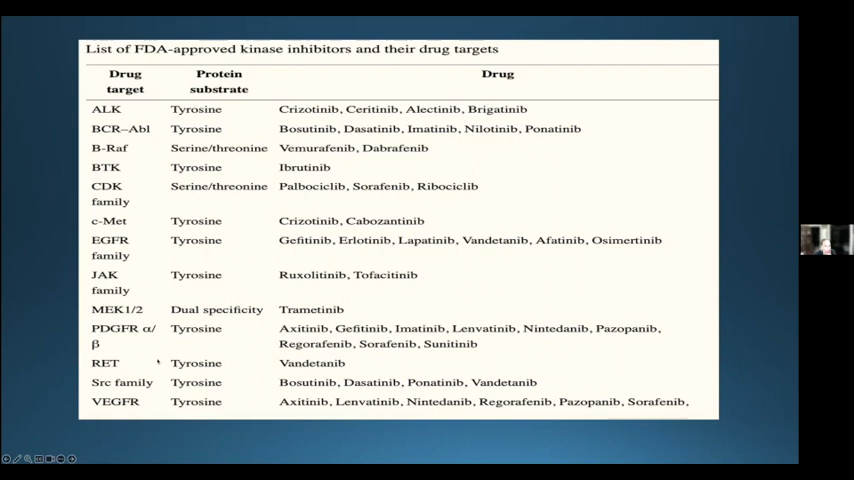 List of FDA-approved kinase inhibitors and their drug targets
Drug target Protein substrate Drug
ALK Tyrosine Crizotinib, Ceritinib, Alectinib, Brigatinib
BCR–Abl Tyrosine Bosutinib, Dasatinib, Imatinib, Nilotinib, Ponatinib
B-Raf Serine/threonine Vemurafenib, Dabrafenib
BTK Tyrosine Ibrutinib
CDK Serine/threonine Palbociclib, Sorafenib, Ribociclib
family
c-Met Tyrosine Crizotinib, Cabozantinib
EGFR Tyrosine Gefitinib, Erlotinib, Lapatinib, Vandetanib, Afatinib, Osimertinib
family
JAK Tyrosine Ruxolitinib, Tofacitinib
family
MEK1/2 Dual specificity Trametinib
PDGFR α/ Tyrosine Axitinib, Gefitinib, Imatinib, Lenvatinib, Nintedanib, Pazopanib,
β Regorafenib, Sorafenib, Sunitinib
RET Tyrosine Vandetanib
Src family Tyrosine Bosutinib, Dasatinib, Ponatinib, Vandetanib
VEGFR Tyrosine Axitinib, Lenvatinib, Nintedanib, Regorafenib, Pazopanib, Sorafenib,